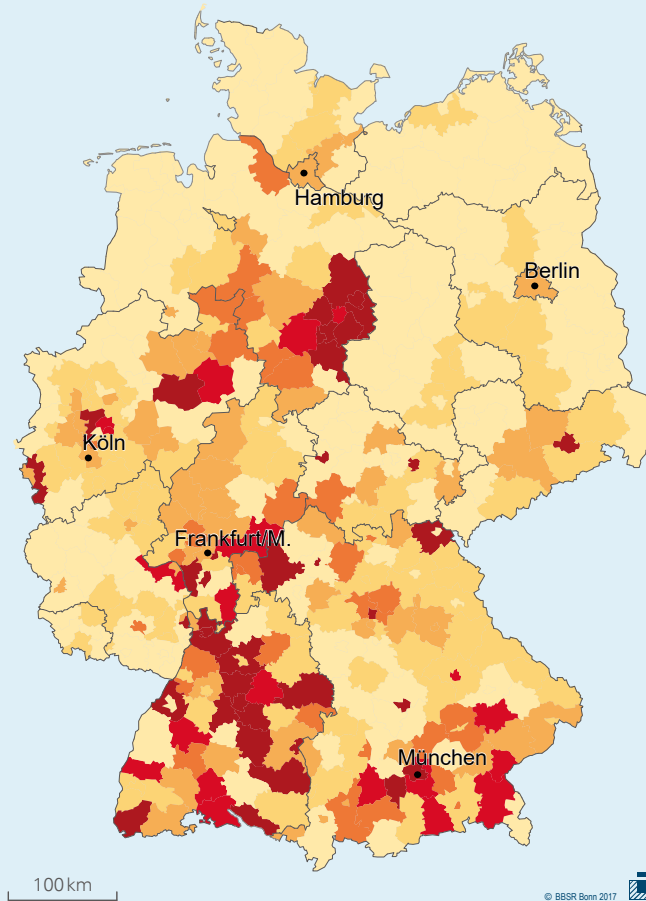 Hamburg
Berlin
Köln
Frankfurt/M.
München
100 km
© BBSR Bonn 2017